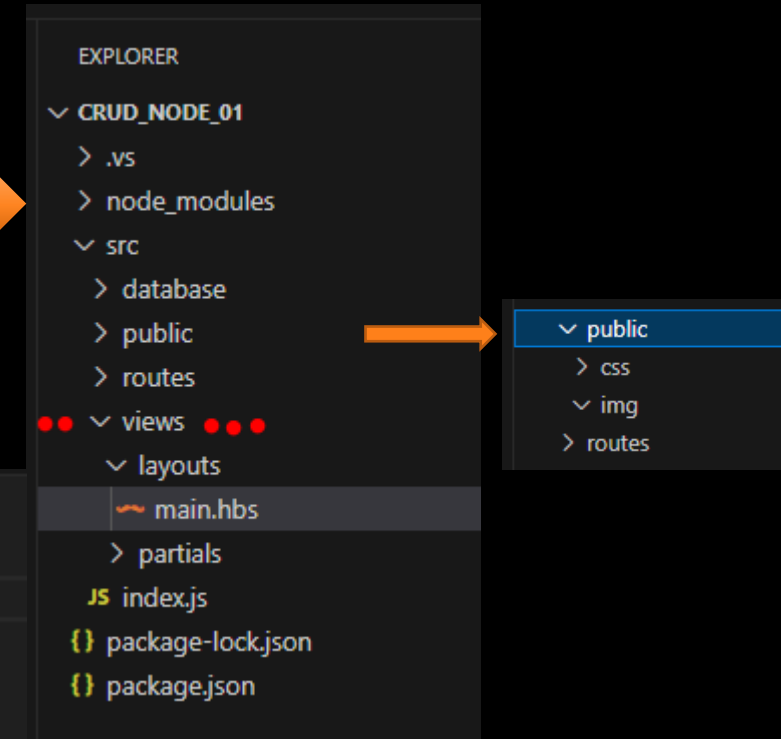 EXPLORER
CRUD_NODE_01
.vs
node_modules
src
database
public
routes
views
layouts
main.hbs
partials
JS index.js
{} package-lock.json
{} package.json
public
css
img
routes